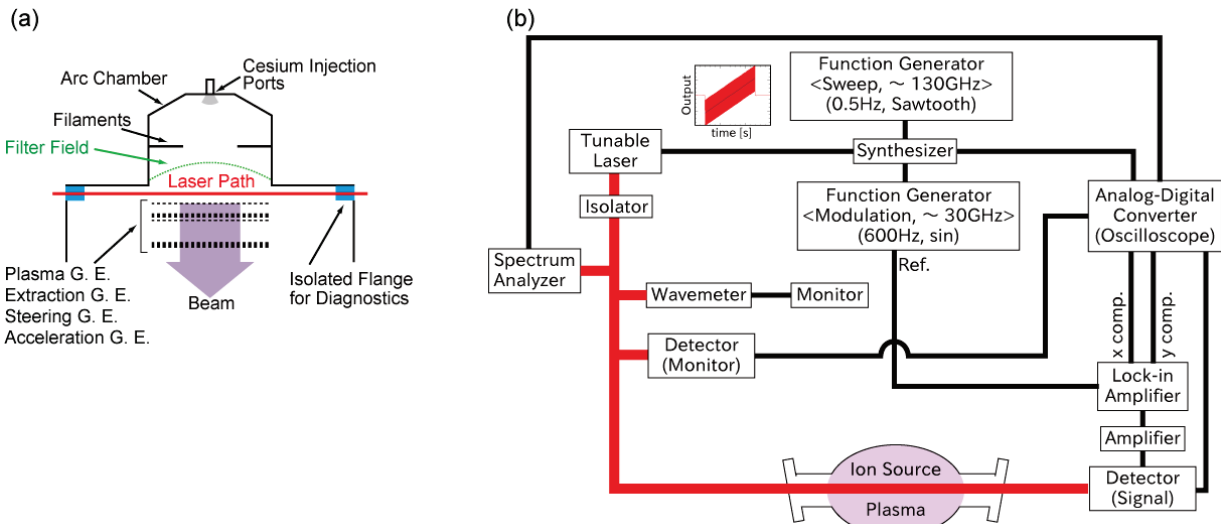 (a)
Arc Chamber
Cesium Injection
Ports
Filaments
Filter Field
Laser Path
Plasma G. E.
Extraction G. E.
Steering G. E.
Acceleration G. E.
Beam
Isolated Flange
for Diagnostics
(b)
Output
time [s]
Function Generator
<Sweep, ~ 130GHz>
(0.5Hz, Sawtooth)
Tunable
Laser
Synthesizer
Isolator
Function Generator
<Modulation, ~ 30GHz>
(600Hz, sin)
Analog-Digital
Converter
(Oscilloscope)
Spectrum
Analyzer
Ref.
Wavemeter
Monitor
Detector
(Monitor)
x comp.
y comp.
Lock-in
Amplifier
Amplifier
Ion Source
Plasma
Detector
(Signal)